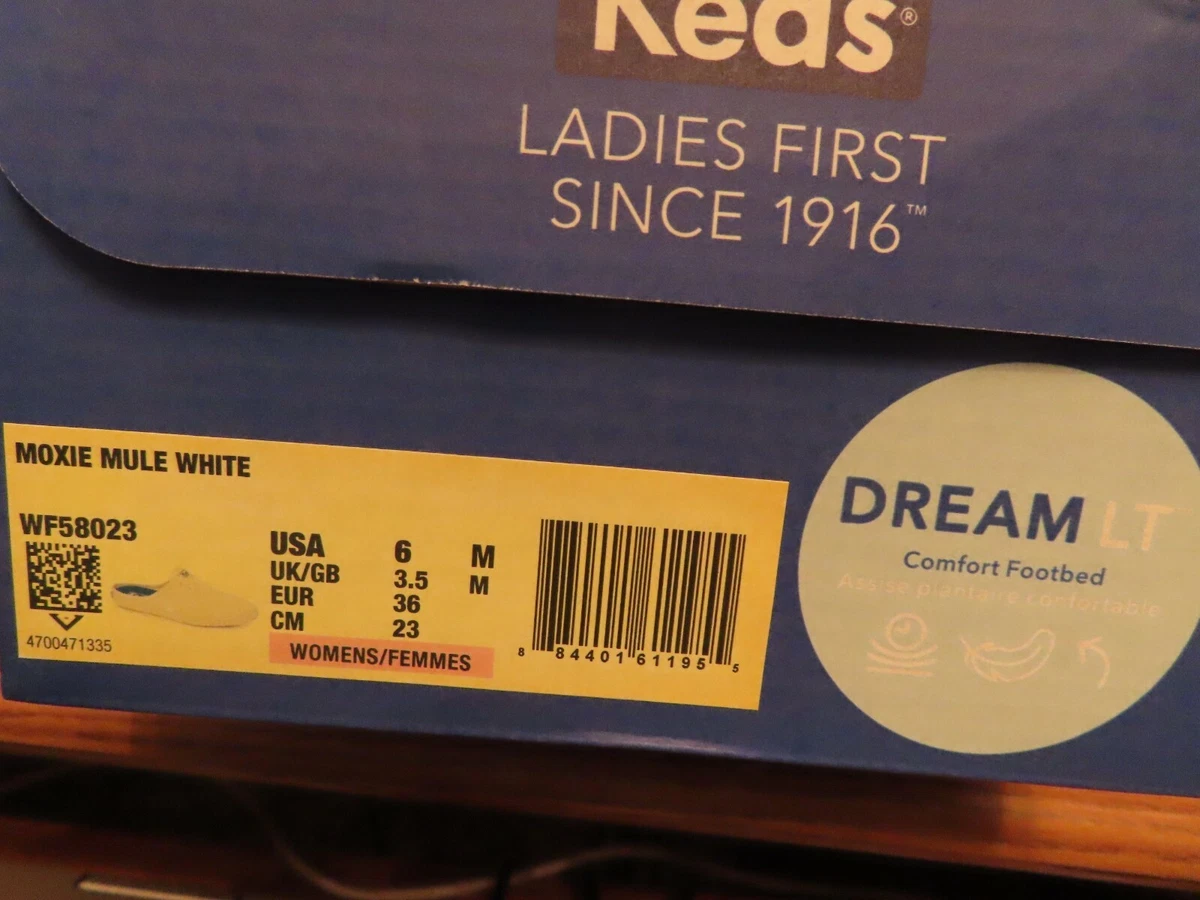 Keds®
LADIES FIRST
SINCE 1916™
MOXIE MULE WHITE
WF58023
USA 6 M
UK/GB 3.5 M
EUR 36
CM 23
WOMENS/FEMMES
4700471335
8 84401 61195 5
DREAM LT
Comfort Footbed
Assise plantaire confortable